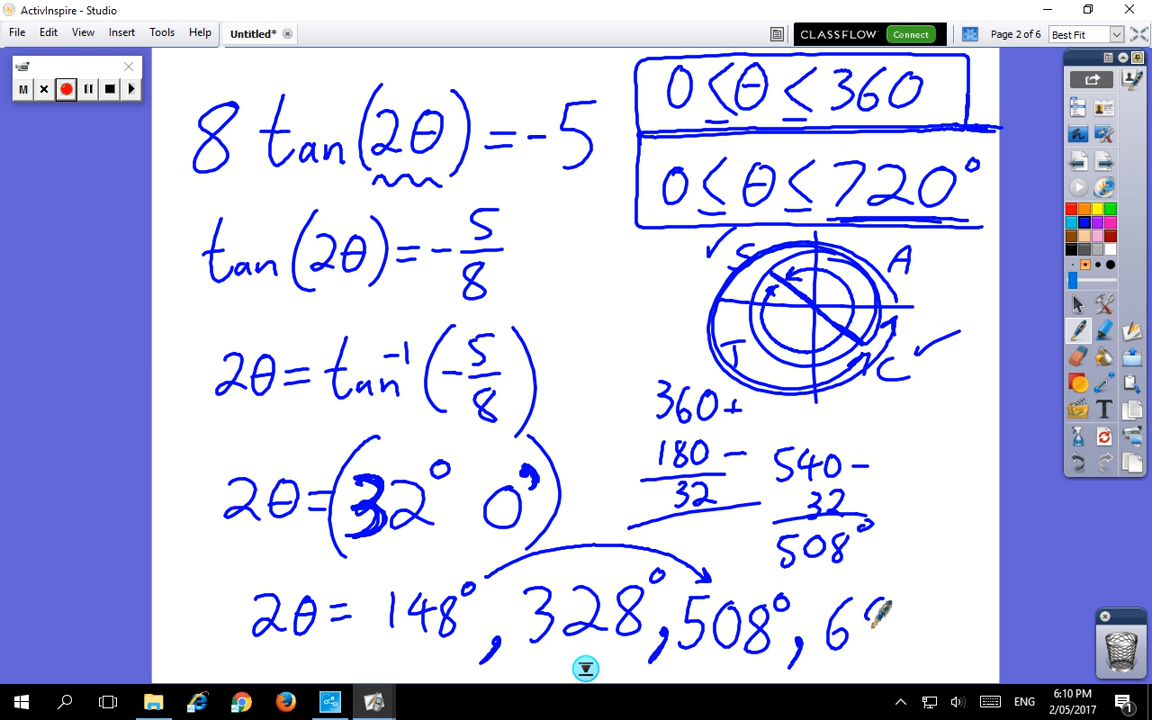 ActivInspire - Studio
File Edit View Insert Tools Help Untitled* CLASSFLOW Connect Page 2 of 6 Best Fit
M
8 tan(2θ) = -5
0 ≤ θ ≤ 360
0 ≤ θ ≤ 720°
tan(2θ) = - 5/8
✓ S A
T C ✓
2θ = tan⁻¹(- 5/8)
360 +
180 -
32
540 -
32
508°
2θ = (32° 0')
2θ = 148°, 328°, 508°, 6
T
ENG
6:10 PM
2/05/2017
1